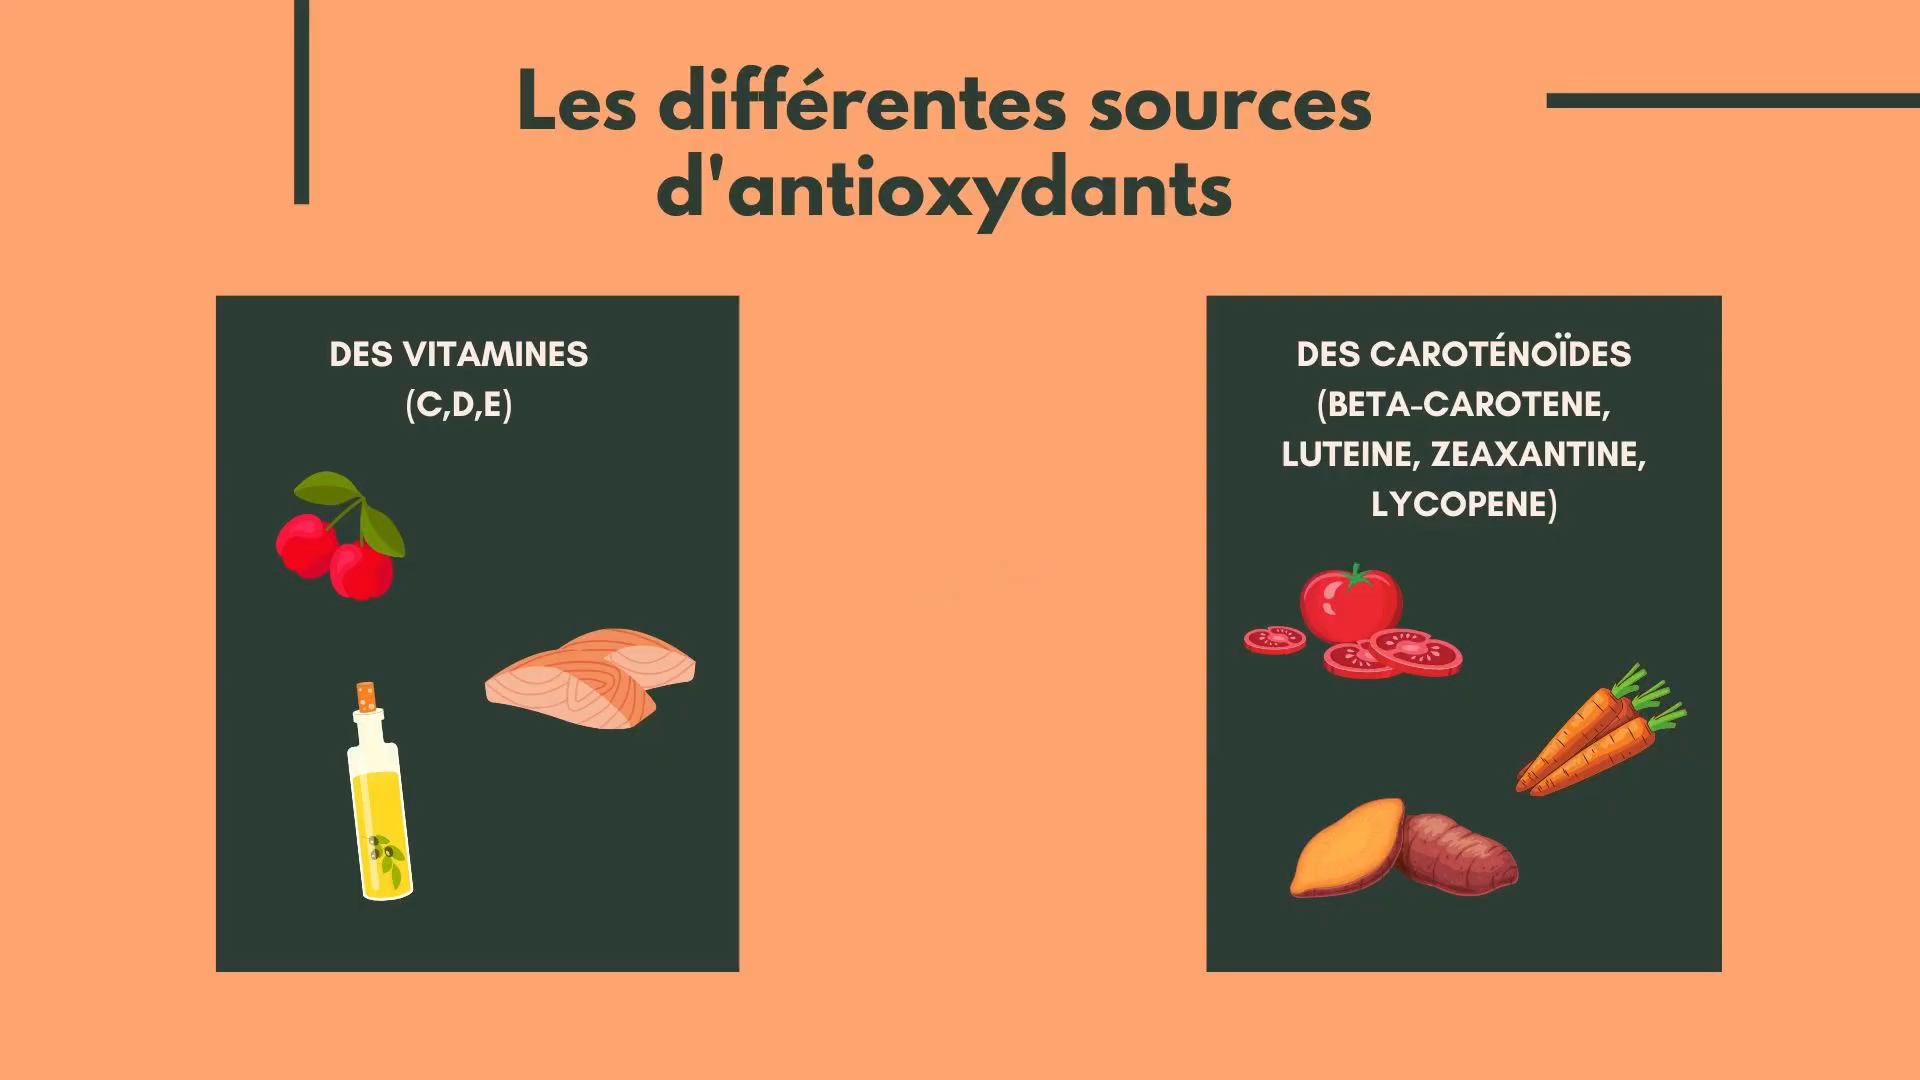 Les différentes sources
d'antioxydants
DES VITAMINES
(C,D,E)
DES CAROTÉNOÏDES
(BETA-CAROTENE,
LUTEINE, ZEAXANTINE,
LYCOPENE)